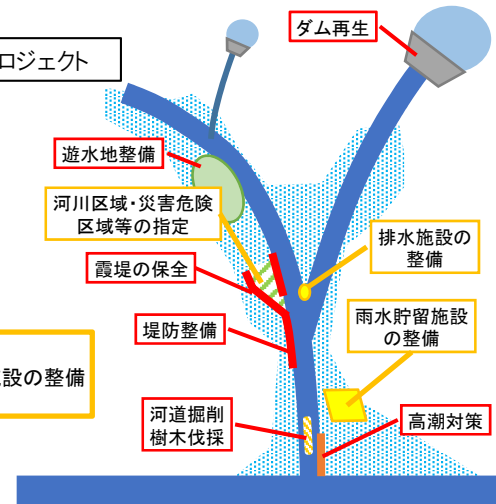 ロジェクト
ダム再生
遊水地整備
河川区域・災害危険
区域等の指定
排水施設の
整備
霞堤の保全
雨水貯留施設
の整備
堤防整備
設の整備
河道掘削
樹木伐採
高潮対策